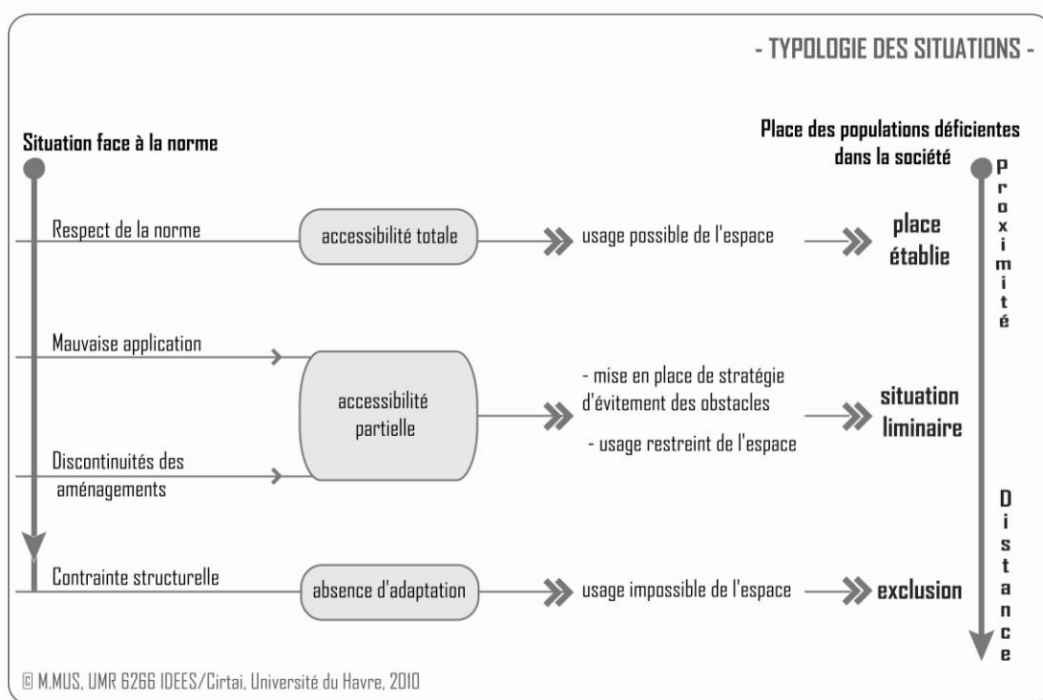 - TYPOLOGIE DES SITUATIONS -
Situation face à la norme
Place des populations déficientes
dans la société
Proximité
Respect de la norme
accessibilité totale
usage possible de l'espace
place
établie
Mauvaise application
accessibilité
partielle
- mise en place de stratégie
d'évitement des obstacles
- usage restreint de l'espace
situation
liminaire
Discontinuités des
aménagements
Distance
Contrainte structurelle
absence d'adaptation
usage impossible de l'espace
exclusion
© M.MUS, UMR 6266 IDEES/Cirtai, Université du Havre, 2010